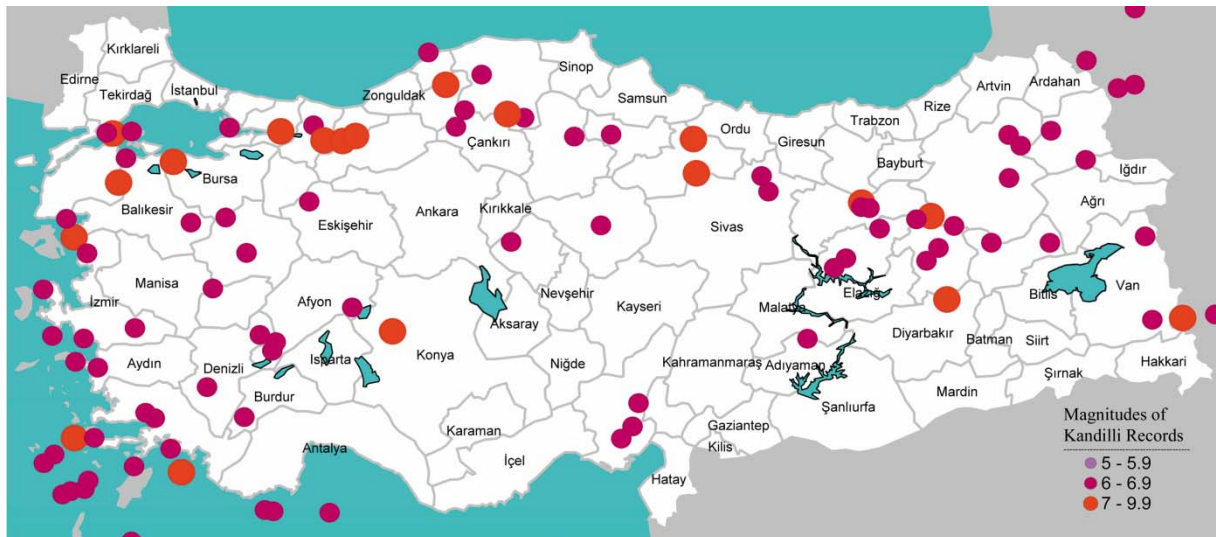 Kırklareli
Edirne
Tekirdağ
İstanbul
Zonguldak
Sinop
Samsun
Artvin
Ardahan
Rize
Trabzon
Ordu
Giresun
Çankırı
Bayburt
Iğdır
Bursa
Balıkesir
Ankara
Kırıkkale
Eskişehir
Sivas
Ağrı
Manisa
İzmir
Afyon
Nevşehir
Kayseri
Aksaray
Malatya
Elazığ
Bitlis
Van
Diyarbakır
Batman
Siirt
Aydın
Denizli
Isparta
Konya
Niğde
Kahramanmaraş
Adıyaman
Hakkari
Şırnak
Mardin
Şanlıurfa
Burdur
Karaman
Gaziantep
Kilis
Antalya
İçel
Hatay
Magnitudes of
Kandilli Records
5 - 5.9
6 - 6.9
7 - 9.9